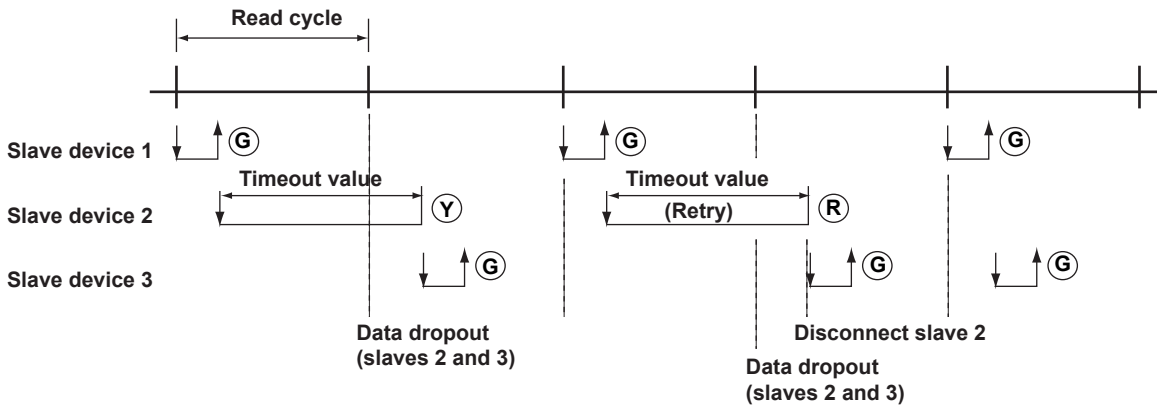 Read cycle
Slave device 1
G
G
G
Timeout value
Timeout value
Slave device 2
Y
(Retry)
R
Slave device 3
G
G
G
Data dropout
(slaves 2 and 3)
Disconnect slave 2
Data dropout
(slaves 2 and 3)